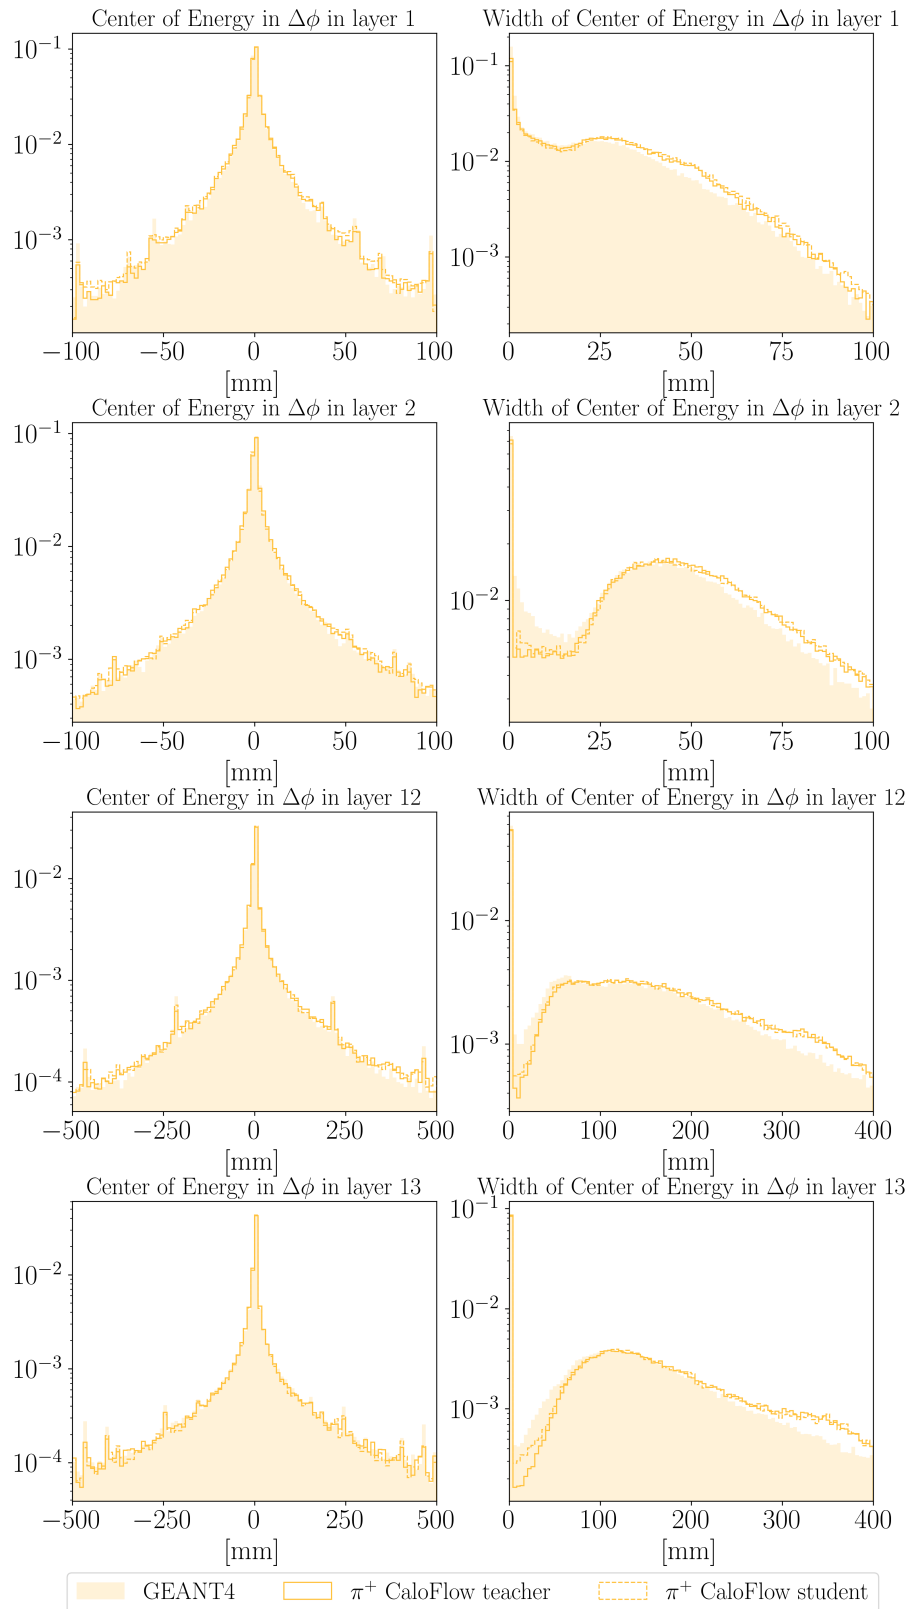 Center of Energy in Δϕ in layer 1
Width of Center of Energy in Δϕ in layer 1
10⁻¹
10⁻²
10⁻³
−100 −50 0 50 100
[mm]
10⁻¹
10⁻²
10⁻³
0 25 50 75 100
[mm]
Center of Energy in Δϕ in layer 2
Width of Center of Energy in Δϕ in layer 2
10⁻¹
10⁻²
10⁻³
−100 −50 0 50 100
[mm]
10⁻²
0 25 50 75 100
[mm]
Center of Energy in Δϕ in layer 12
Width of Center of Energy in Δϕ in layer 12
10⁻²
10⁻³
10⁻⁴
−500 −250 0 250 500
[mm]
10⁻²
10⁻³
0 100 200 300 400
[mm]
Center of Energy in Δϕ in layer 13
Width of Center of Energy in Δϕ in layer 13
10⁻²
10⁻³
10⁻⁴
−500 −250 0 250 500
[mm]
10⁻¹
10⁻²
10⁻³
0 100 200 300 400
[mm]
GEANT4 π⁺ CaloFlow teacher π⁺ CaloFlow student